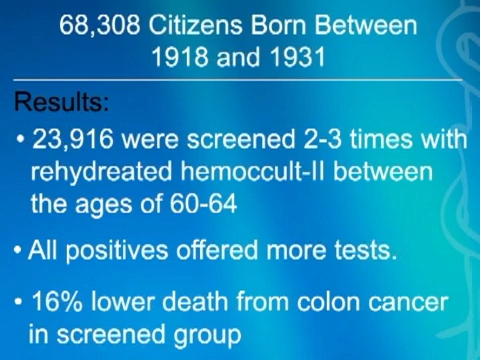 68,308 Citizens Born Between
1918 and 1931
Results:
• 23,916 were screened 2-3 times with
rehydreated hemoccult-II between
the ages of 60-64
• All positives offered more tests.
• 16% lower death from colon cancer
in screened group